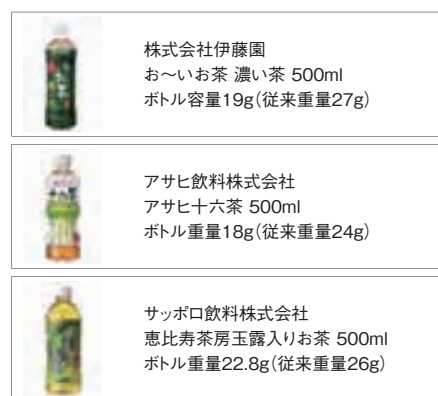 株式会社伊藤園
お～いお茶 濃い茶 500ml
ボトル容量19g(従来重量27g)
アサヒ飲料株式会社
アサヒ十六茶 500ml
ボトル重量18g(従来重量24g)
サッポロ飲料株式会社
恵比寿茶房玉露入りお茶 500ml
ボトル重量22.8g(従来重量26g)